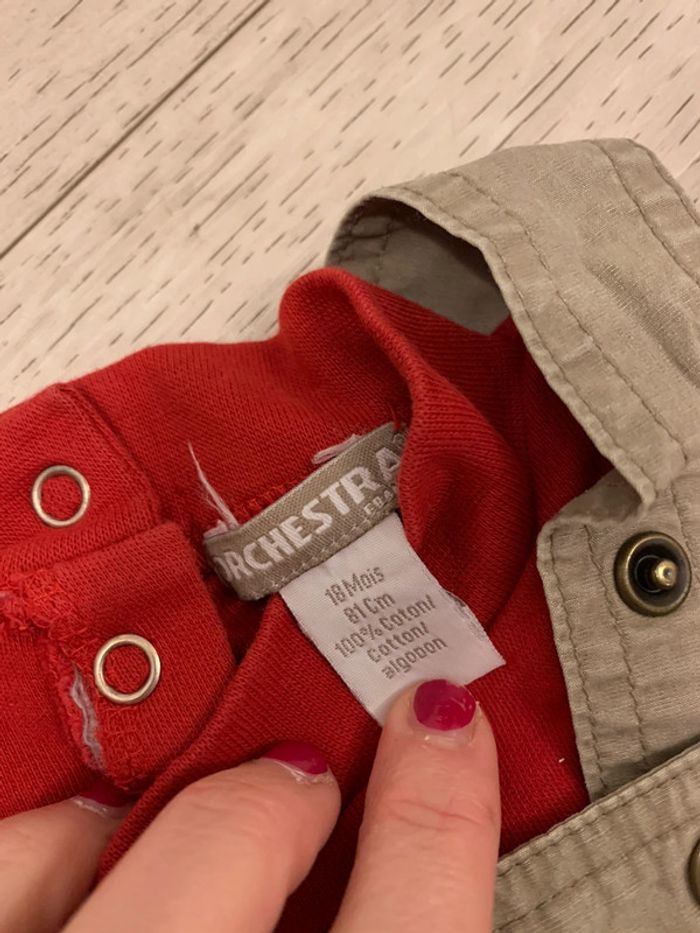 ORCHESTRA
18 Mois
81 Cm
100% Coton/
Cotton/
algodon